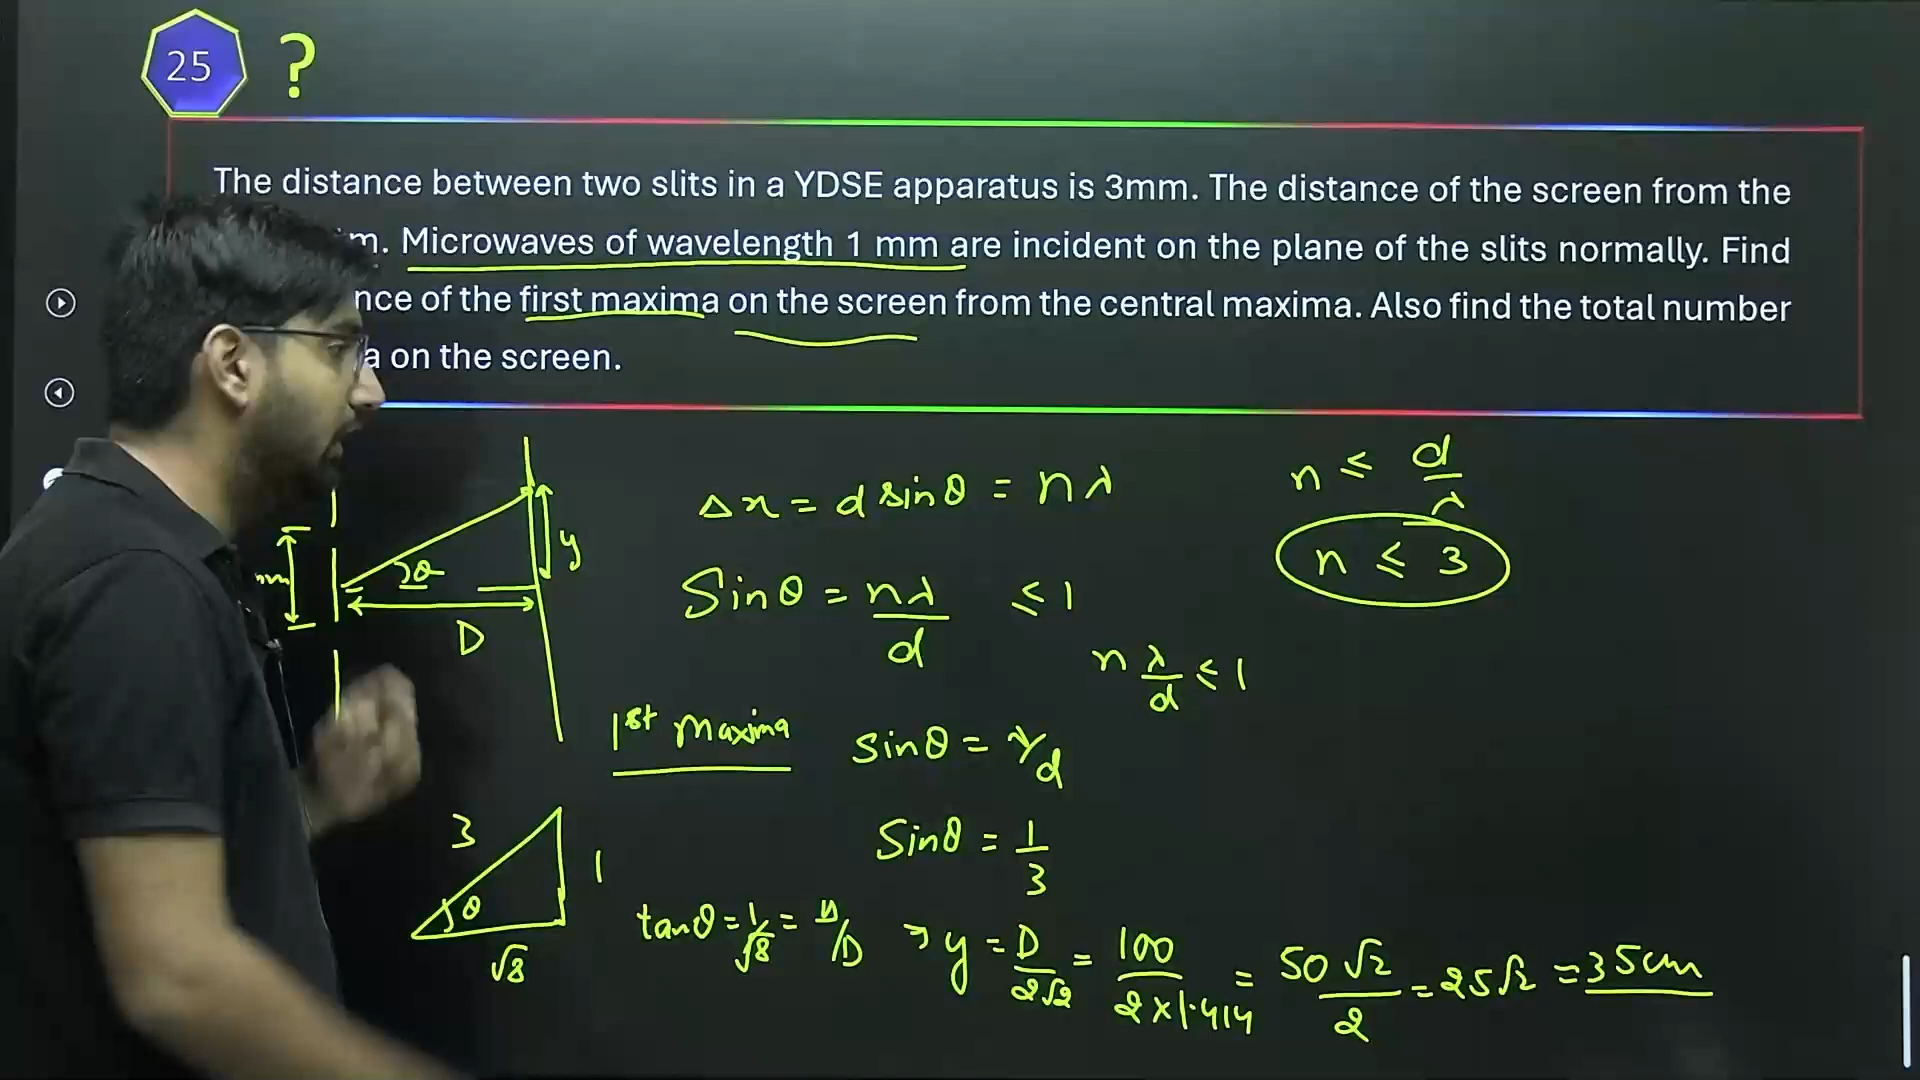 25 ?
The distance between two slits in a YDSE apparatus is 3mm. The distance of the screen from the
m. Microwaves of wavelength 1 mm are incident on the plane of the slits normally. Find
nce of the first maxima on the screen from the central maxima. Also find the total number
a on the screen.
Δx = d sinθ = nλ
n ≤ d/λ
n ≤ 3
θ
y
D
Sinθ = nλ/d ≤ 1
n λ/d ≤ 1
1st Maxima
sinθ = λ/d
3
1
θ
√8
Sinθ = 1/3
tanθ = 1/√8 = y/D → y = D/2√2 = 100/2×1.414 = 50√2/2 = 25√2 = 35cm